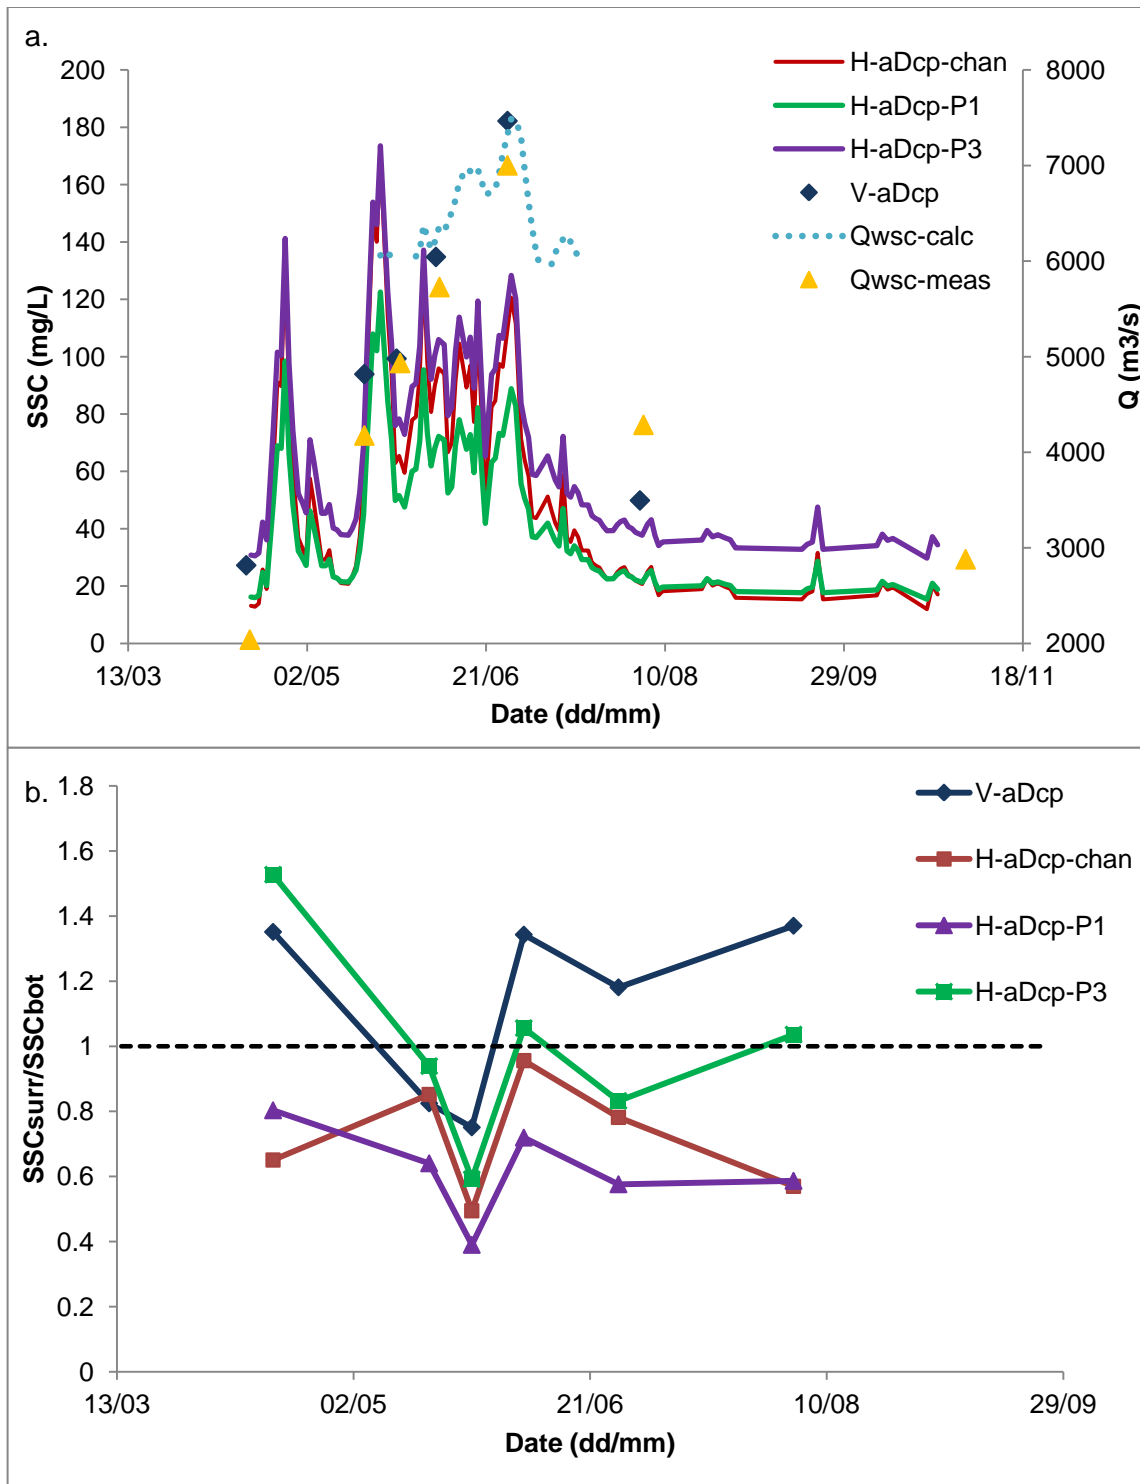 a.
200
180
160
140
120
100
80
60
40
20
0
SSC (mg/L)
8000
7000
6000
5000
4000
3000
2000
Q (m3/s)
H-aDcp-chan
H-aDcp-P1
H-aDcp-P3
V-aDcp
Qwsc-calc
Qwsc-meas
13/03 02/05 21/06 10/08 29/09 18/11
Date (dd/mm)
b.
1.8
1.6
1.4
1.2
1
0.8
0.6
0.4
0.2
0
SSCsurr/SSCbot
V-aDcp
H-aDcp-chan
H-aDcp-P1
H-aDcp-P3
13/03 02/05 21/06 10/08 29/09
Date (dd/mm)